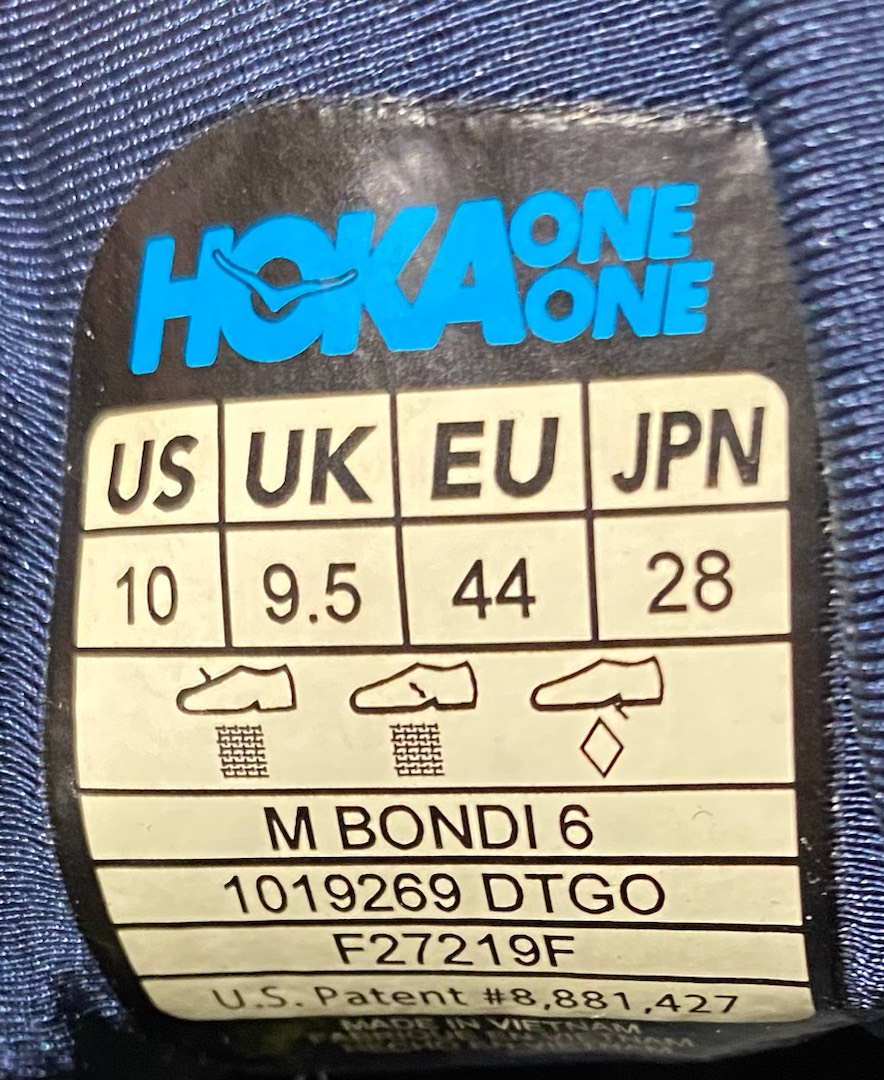 HOKA ONE ONE
US UK EU JPN
10 9.5 44 28
M BONDI 6
1019269 DTGO
F27219F
U.S. Patent #8,881,427
MADE IN VIETNAM